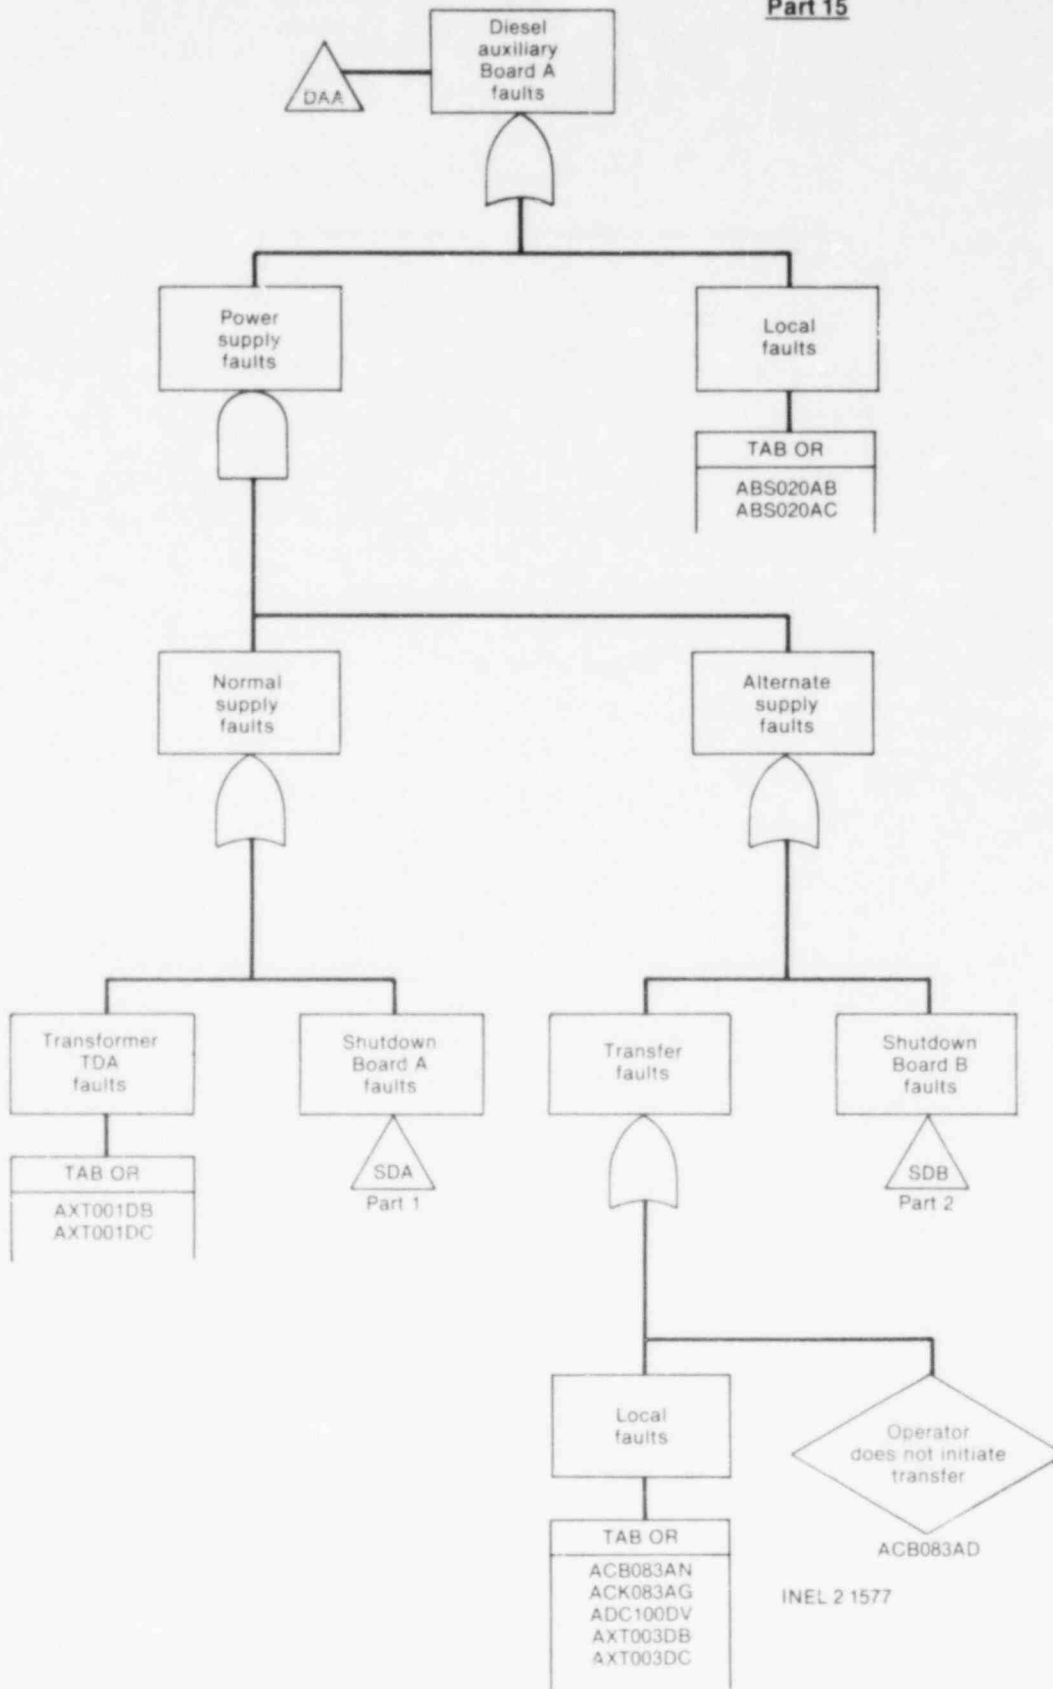 Part 15
Diesel
auxiliary
Board A
faults
DAA
Power
supply
faults
Local
faults
TAB OR
ABS020AB
ABS020AC
Normal
supply
faults
Alternate
supply
faults
Transformer
TDA
faults
Shutdown
Board A
faults
Transfer
faults
Shutdown
Board B
faults
TAB OR
AXT001DB
AXT001DC
SDA
Part 1
SDB
Part 2
Local
faults
Operator
does not initiate
transfer
ACB083AD
TAB OR
ACB083AN
ACK083AG
ADC100DV
AXT003DB
AXT003DC
INEL 2 1577